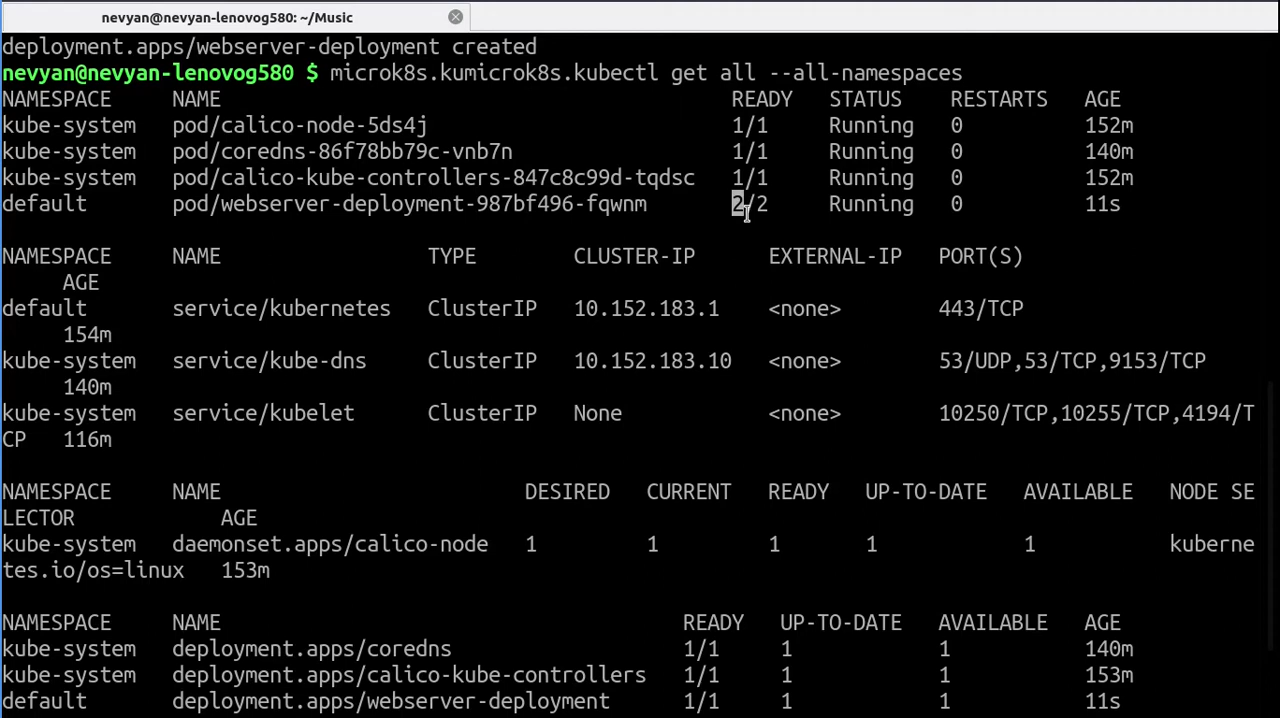 nevyan@nevyan-lenovog580: ~/Music
deployment.apps/webserver-deployment created
nevyan@nevyan-lenovog580 $ microk8s.kumicrok8s.kubectl get all --all-namespaces
NAMESPACE NAME READY STATUS RESTARTS AGE
kube-system pod/calico-node-5ds4j 1/1 Running 0 152m
kube-system pod/coredns-86f78bb79c-vnb7n 1/1 Running 0 140m
kube-system pod/calico-kube-controllers-847c8c99d-tqdsc 1/1 Running 0 152m
default pod/webserver-deployment-987bf496-fqwnm 2/2 Running 0 11s
NAMESPACE NAME TYPE CLUSTER-IP EXTERNAL-IP PORT(S)
AGE
default service/kubernetes ClusterIP 10.152.183.1 <none> 443/TCP
154m
kube-system service/kube-dns ClusterIP 10.152.183.10 <none> 53/UDP,53/TCP,9153/TCP
140m
kube-system service/kubelet ClusterIP None <none> 10250/TCP,10255/TCP,4194/T
CP 116m
NAMESPACE NAME DESIRED CURRENT READY UP-TO-DATE AVAILABLE NODE SE
LECTOR AGE
kube-system daemonset.apps/calico-node 1 1 1 1 1 kuberne
tes.io/os=linux 153m
NAMESPACE NAME READY UP-TO-DATE AVAILABLE AGE
kube-system deployment.apps/coredns 1/1 1 1 140m
kube-system deployment.apps/calico-kube-controllers 1/1 1 1 153m
default deployment.apps/webserver-deployment 1/1 1 1 11s